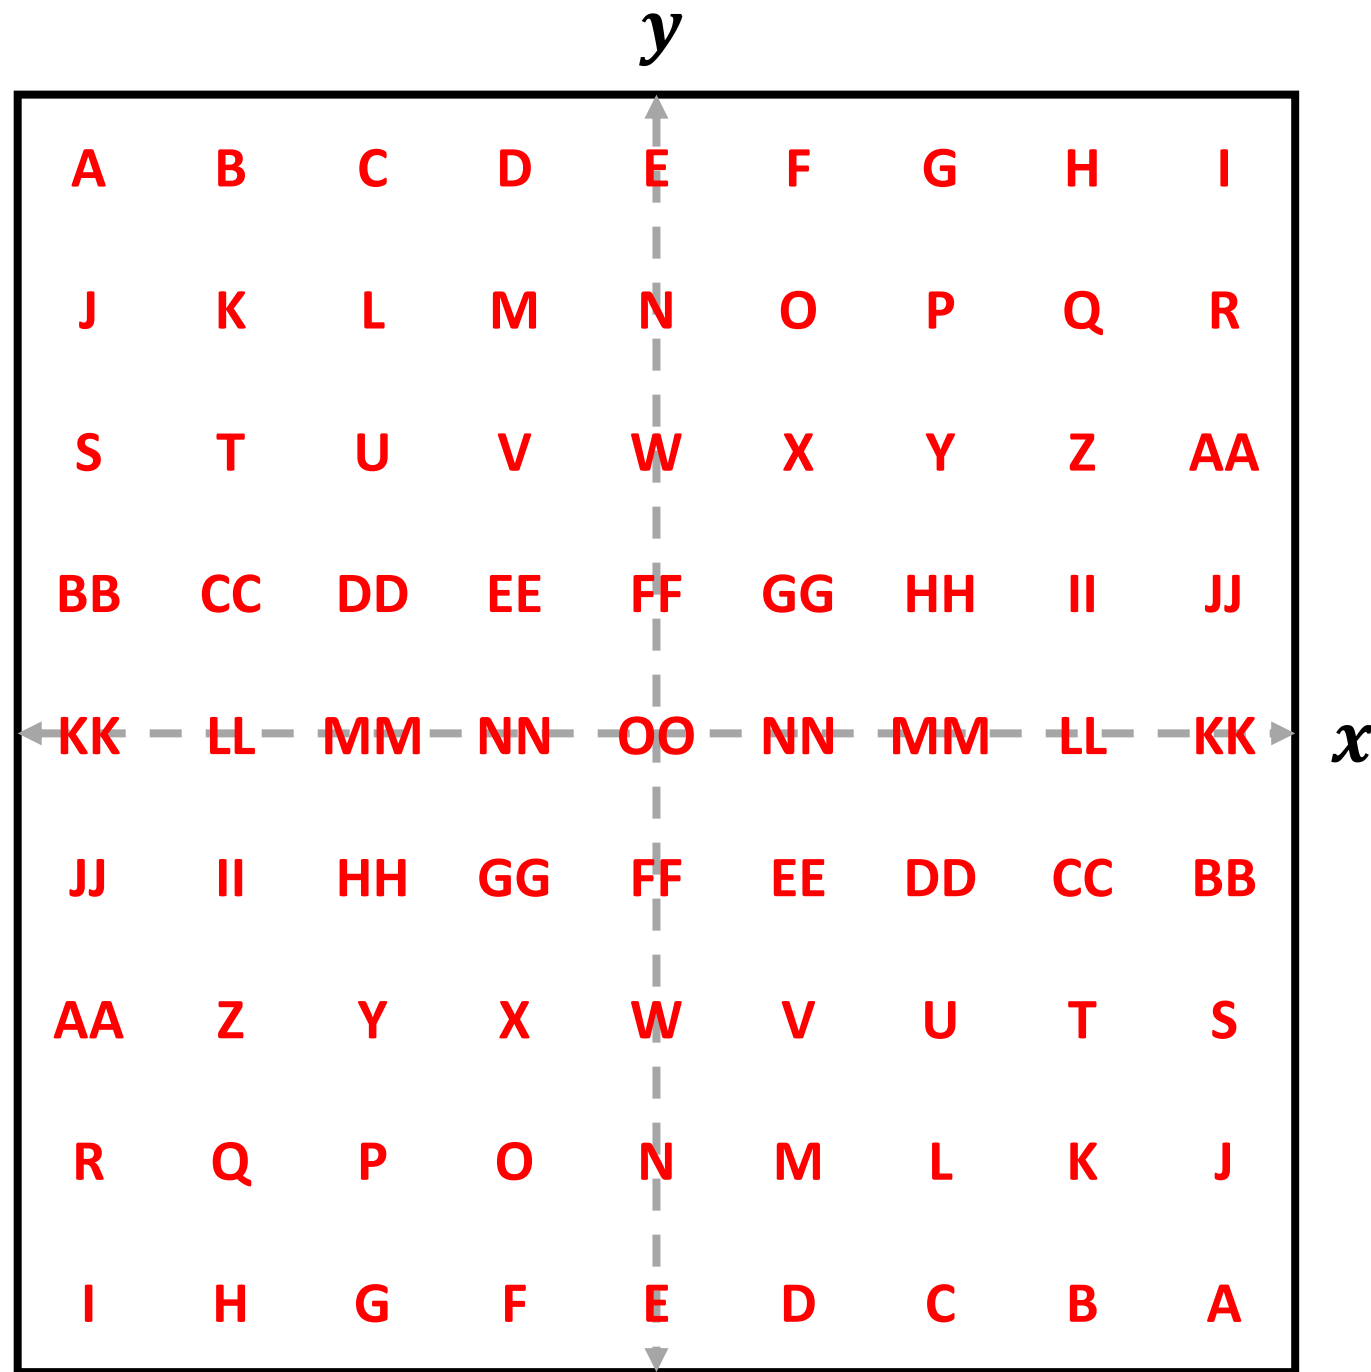 y
A B C D E F G H I
J K L M N O P Q R
S T U V W X Y Z AA
BB CC DD EE FF GG HH II JJ
KK LL MM NN OO NN MM LL KK x
JJ II HH GG FF EE DD CC BB
AA Z Y X W V U T S
R Q P O N M L K J
I H G F E D C B A